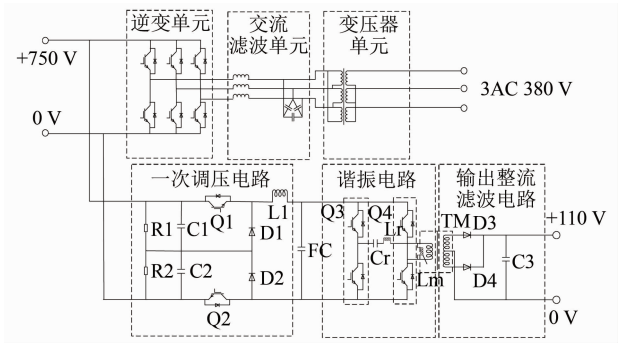 逆变单元
交流
滤波单元
变压器
单元
+750 V
0 V
3AC 380 V
一次调压电路
谐振电路
输出整流
滤波电路
Q1
L1
Q3
Q4
Lr
TM
D3
+110 V
R1
C1
D1
FC
Cr
C3
R2
C2
D2
Lm
D4
Q2
0 V